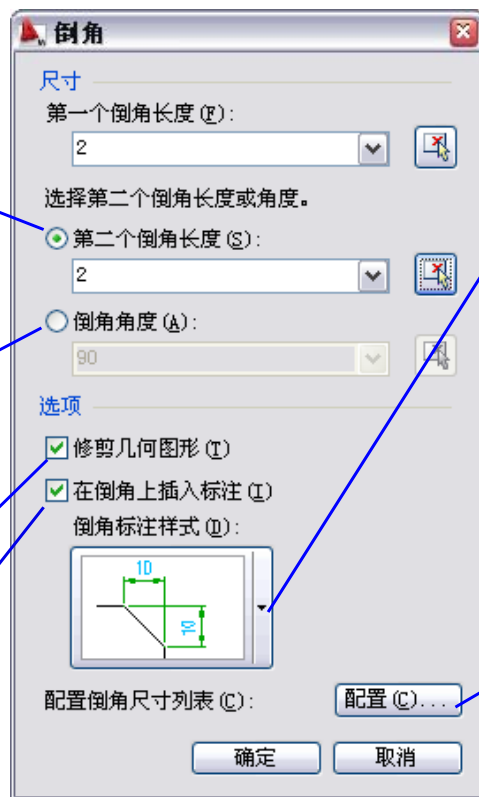 倒角
尺寸
第一个倒角长度(F):
2
选择第二个倒角长度或角度。
第二个倒角长度(S):
2
倒角角度(A):
90
选项
修剪几何图形(T)
在倒角上插入标注(I)
倒角标注样式(D):
10
10
配置倒角尺寸列表(C):
配置(C)...
确定
取消